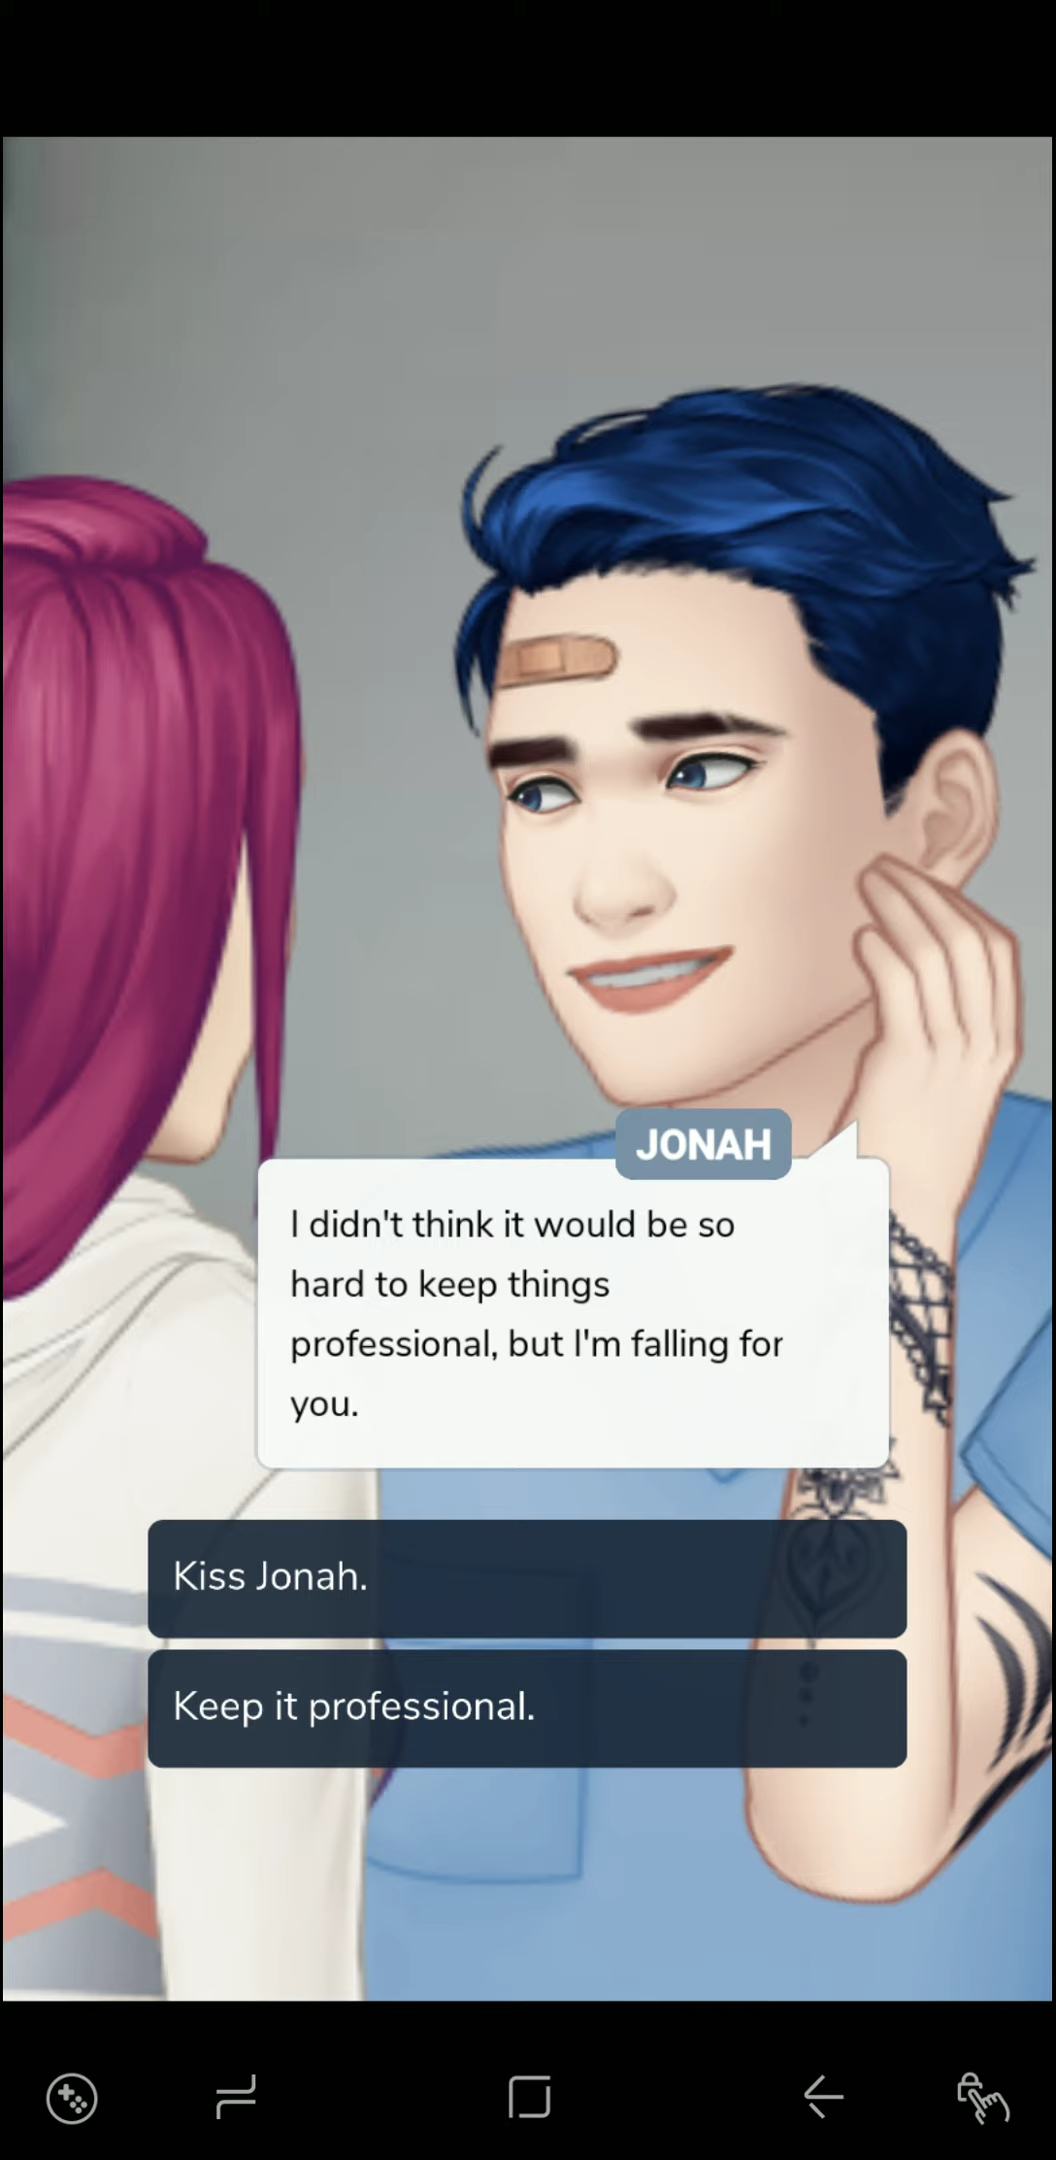 JONAH
I didn't think it would be so
hard to keep things
professional, but I'm falling for
you.
Kiss Jonah.
Keep it professional.